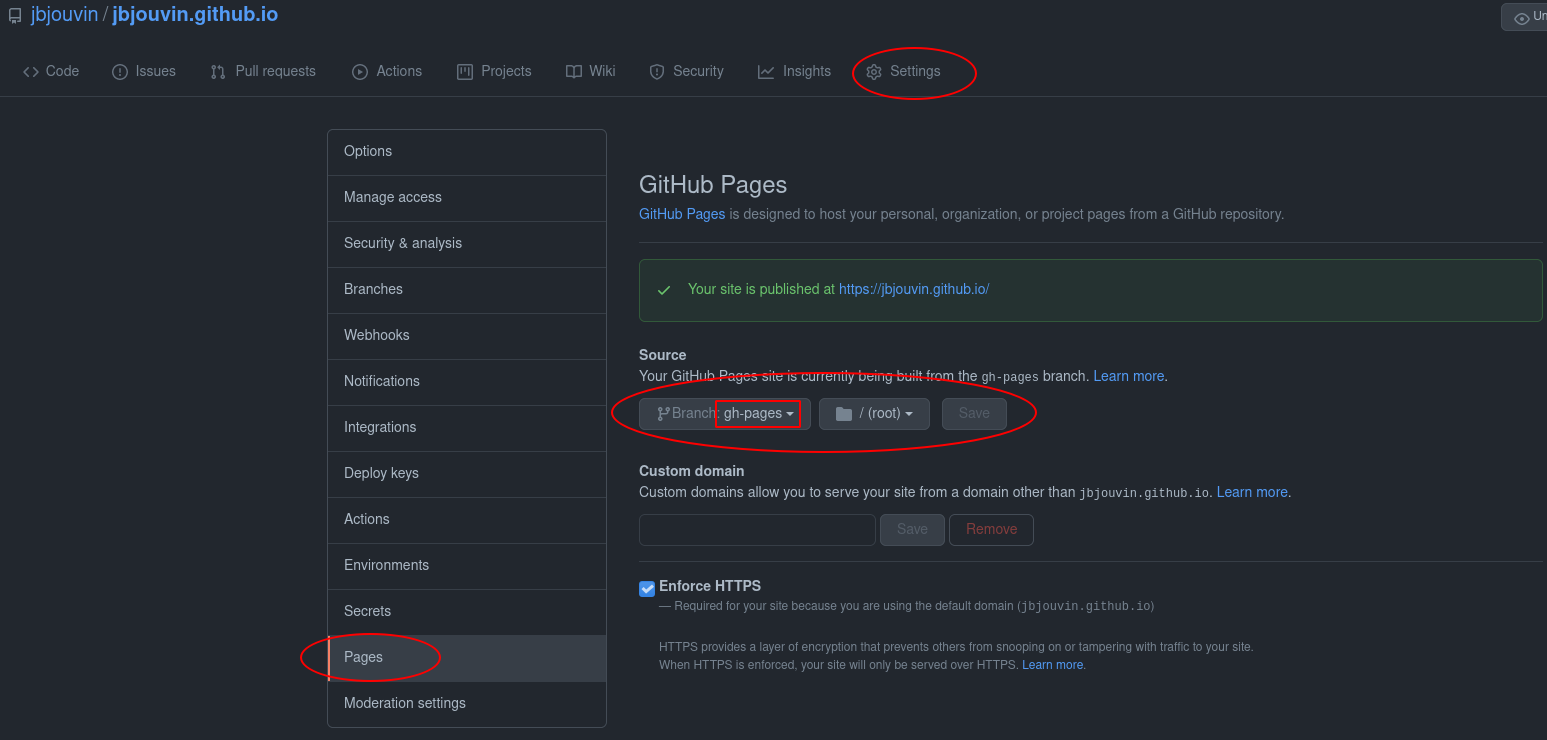 jbjouvin / jbjouvin.github.io
Un
Code Issues Pull requests Actions Projects Wiki Security Insights Settings
Options
Manage access
Security & analysis
Branches
Webhooks
Notifications
Integrations
Deploy keys
Actions
Environments
Secrets
Pages
Moderation settings
GitHub Pages
GitHub Pages is designed to host your personal, organization, or project pages from a GitHub repository.
Your site is published at https://jbjouvin.github.io/
Source
Your GitHub Pages site is currently being built from the gh-pages branch. Learn more.
Branch: gh-pages / (root) Save
Custom domain
Custom domains allow you to serve your site from a domain other than jbjouvin.github.io. Learn more.
Save Remove
Enforce HTTPS
— Required for your site because you are using the default domain (jbjouvin.github.io)
HTTPS provides a layer of encryption that prevents others from snooping on or tampering with traffic to your site.
When HTTPS is enforced, your site will only be served over HTTPS. Learn more.